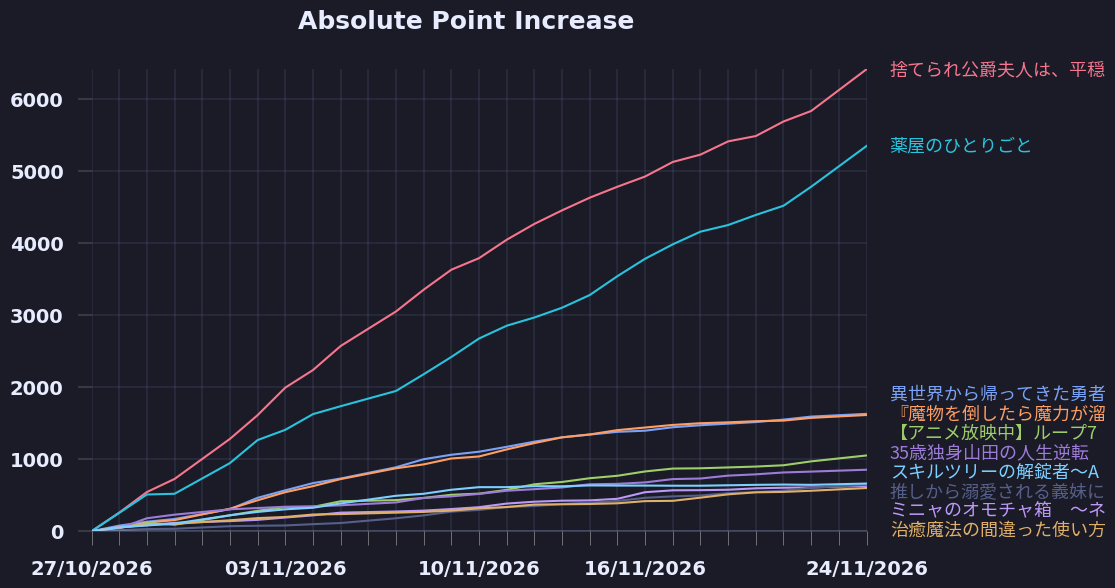 Absolute Point Increase
捨てられ公爵夫人は、平穏
6000
薬屋のひとりごと
5000
4000
3000
2000
異世界から帰ってきた勇者
『魔物を倒したら魔力が溜
【アニメ放映中】ループ7
1000
35歳独身山田の人生逆転
スキルツリーの解錠者～A
推しから溺愛される義妹に
ミニャのオモチャ箱　～ネ
治癒魔法の間違った使い方
0
27/10/2026
03/11/2026
10/11/2026
16/11/2026
24/11/2026